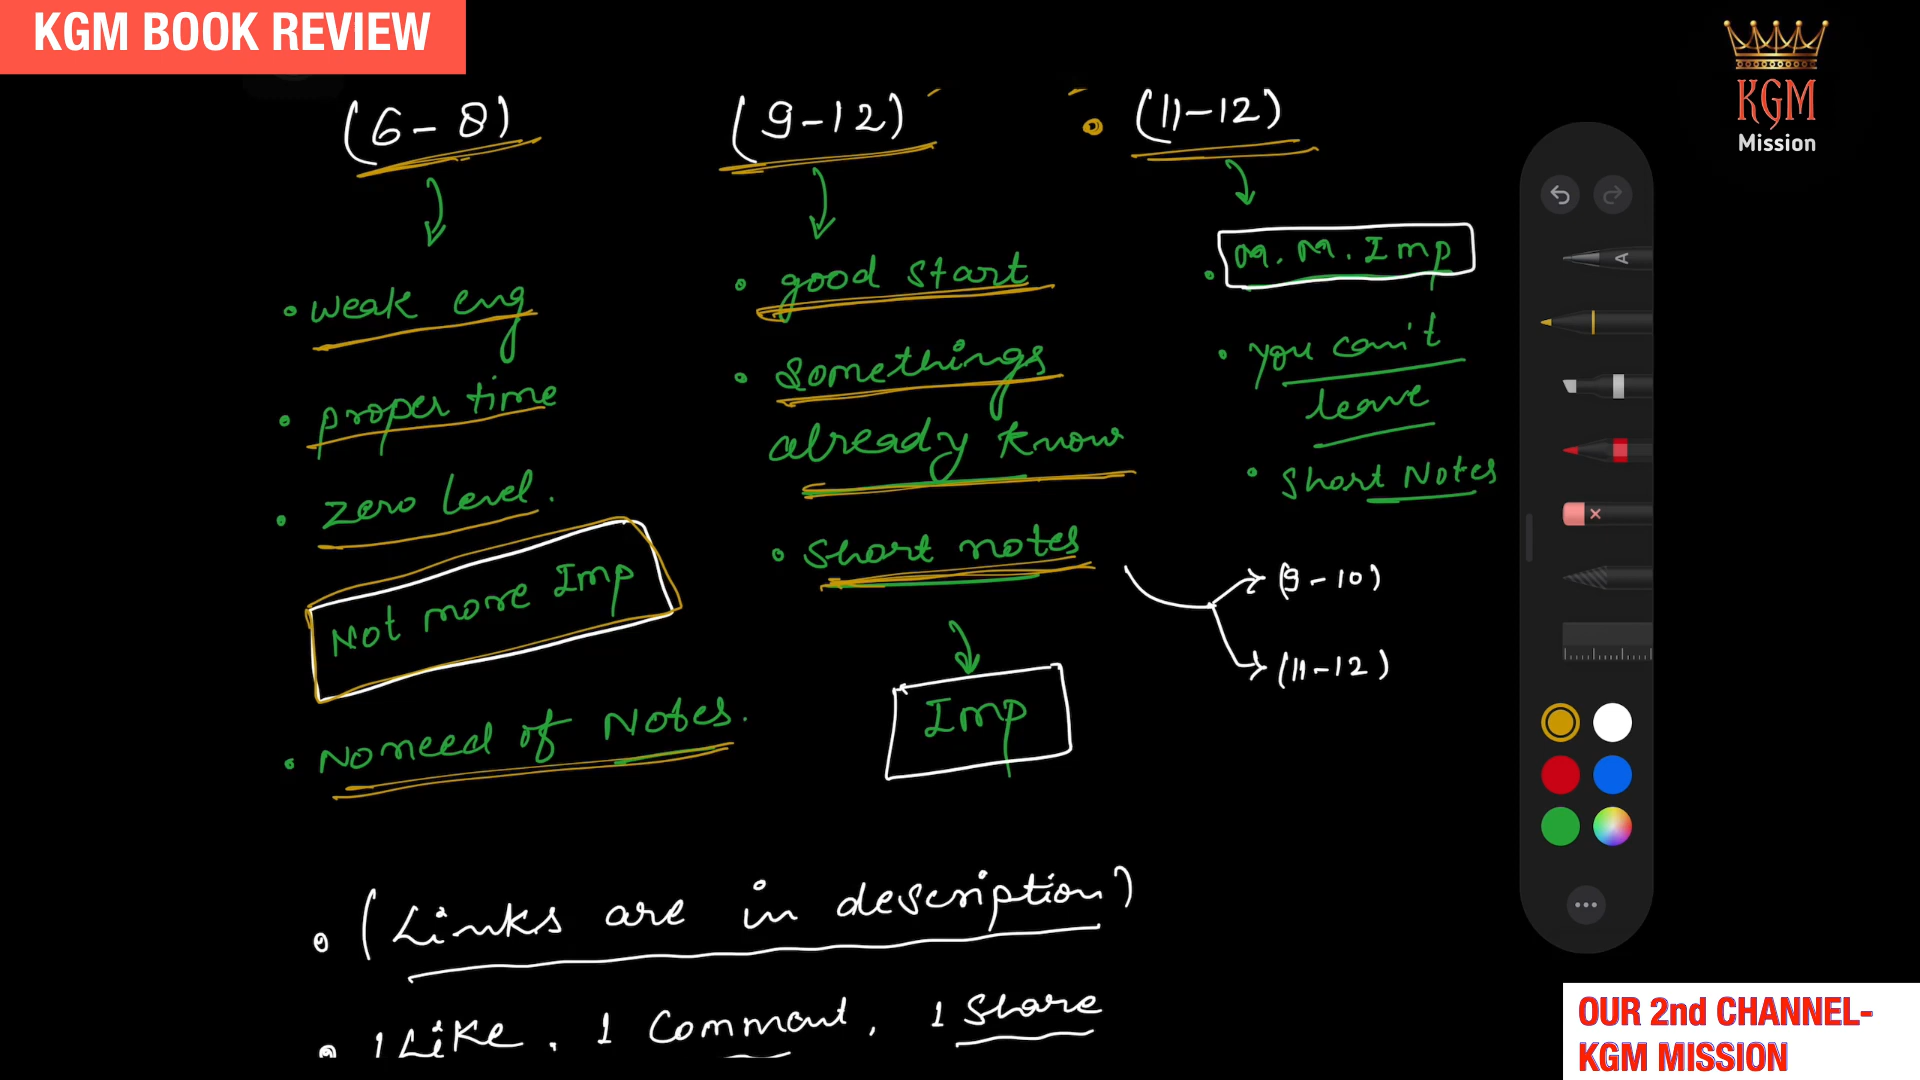 KGM BOOK REVIEW
KGM
Mission
(6-8)
• weak eng
• proper time
• zero level.
Not more Imp
• No need of Notes.
(9-12)
• good start
• Somethings
already know
• Short notes
Imp
• (11-12)
• M. M. Imp
• you can't
leave
• Short Notes
(9-10)
(11-12)
• (Links are in description)
• 1 Like, 1 Comment, 1 Share
A
OUR 2nd CHANNEL-
KGM MISSION